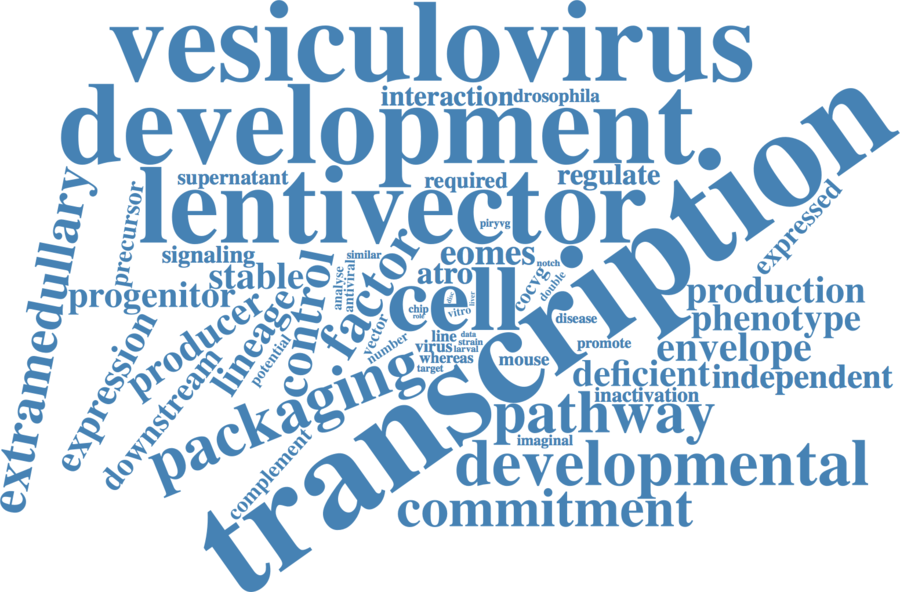 vesiculovirus
interaction
drosophila
development
transcription
supernatant
required
regulate
lentivector
piryvg
extramedullary
precursor
expressed
signaling
similar
factor
eomes
notch
stable
control
analyse
antiviral
atro
cocvg
double
progenitor
cell
production
producer
lineage
vector
chip
role
disc
liver
vitro
disease
phenotype
expression
potential
number
line
data
strain
virus
larval
promote
envelope
downstream
packaging
whereas
target
mouse
deficient
independent
inactivation
pathway
complement
imaginal
developmental
commitment